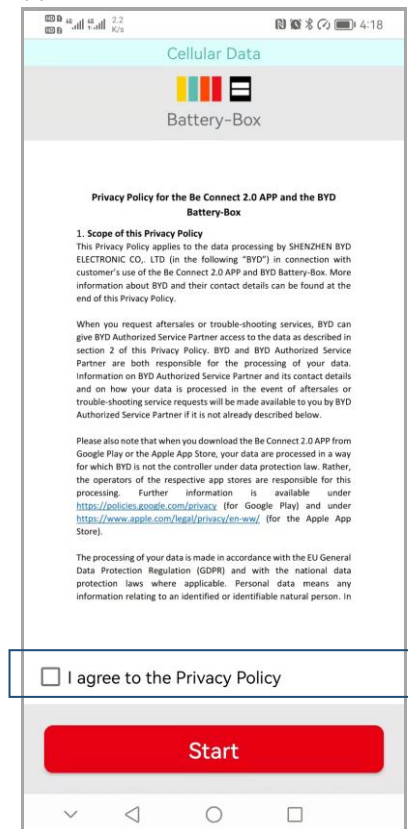 2.2
K/s
4:18
Cellular Data
Battery-Box
Privacy Policy for the Be Connect 2.0 APP and the BYD
Battery-Box
1. Scope of this Privacy Policy
This Privacy Policy applies to the data processing by SHENZHEN BYD
ELECTRONIC CO,. LTD (in the following "BYD") in connection with
customer's use of the Be Connect 2.0 APP and BYD Battery-Box. More
information about BYD and their contact details can be found at the
end of this Privacy Policy.
When you request aftersales or trouble-shooting services, BYD can
give BYD Authorized Service Partner access to the data as described in
section 2 of this Privacy Policy. BYD and BYD Authorized Service
Partner are both responsible for the processing of your data.
Information on BYD Authorized Service Partner and its contact details
and on how your data is processed in the event of aftersales or
trouble-shooting service requests will be made available to you by BYD
Authorized Service Partner if it is not already described below.
Please also note that when you download the Be Connect 2.0 APP from
Google Play or the Apple App Store, your data are processed in a way
for which BYD is not the controller under data protection law. Rather,
the operators of the respective app stores are responsible for this
processing. Further information is available under
https://policies.google.com/privacy (for Google Play) and under
https://www.apple.com/legal/privacy/en-ww/ (for the Apple App
Store).
The processing of your data is made in accordance with the EU General
Data Protection Regulation (GDPR) and with the national data
protection laws where applicable. Personal data means any
information relating to an identified or identifiable natural person. In
I agree to the Privacy Policy
Start